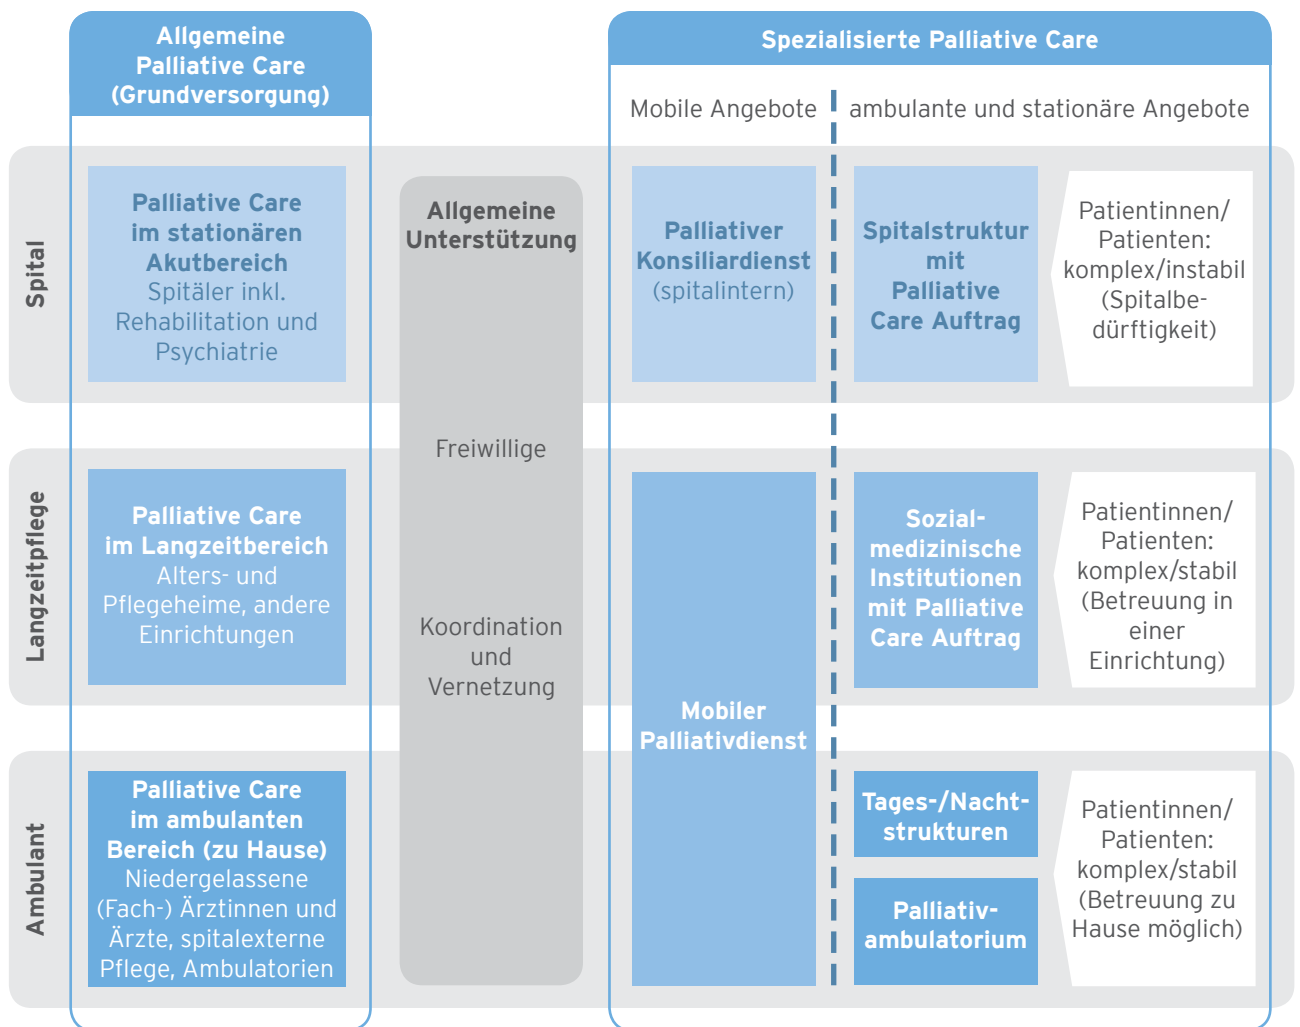 Allgemeine
Palliative Care
(Grundversorgung)
Spezialisierte Palliative Care
Mobile Angebote
ambulante und stationäre Angebote
Spital
Palliative Care
im stationären
Akutbereich
Spitäler inkl.
Rehabilitation und
Psychiatrie
Allgemeine
Unterstützung
Freiwillige
Koordination
und
Vernetzung
Palliativer
Konsiliardienst
(spitalintern)
Spitalstruktur
mit
Palliative
Care Auftrag
Patientinnen/
Patienten:
komplex/instabil
(Spitalbe-
dürftigkeit)
Langzeitpflege
Palliative Care
im Langzeitbereich
Alters- und
Pflegeheime, andere
Einrichtungen
Mobiler
Palliativdienst
Sozial-
medizinische
Institutionen
mit Palliative
Care Auftrag
Patientinnen/
Patienten:
komplex/stabil
(Betreuung in
einer
Einrichtung)
Ambulant
Palliative Care
im ambulanten
Bereich (zu Hause)
Niedergelassene
(Fach-) Ärztinnen und
Ärzte, spitalexterne
Pflege, Ambulatorien
Tages-/Nacht-
strukturen
Palliativ-
ambulatorium
Patientinnen/
Patienten:
komplex/stabil
(Betreuung zu
Hause möglich)